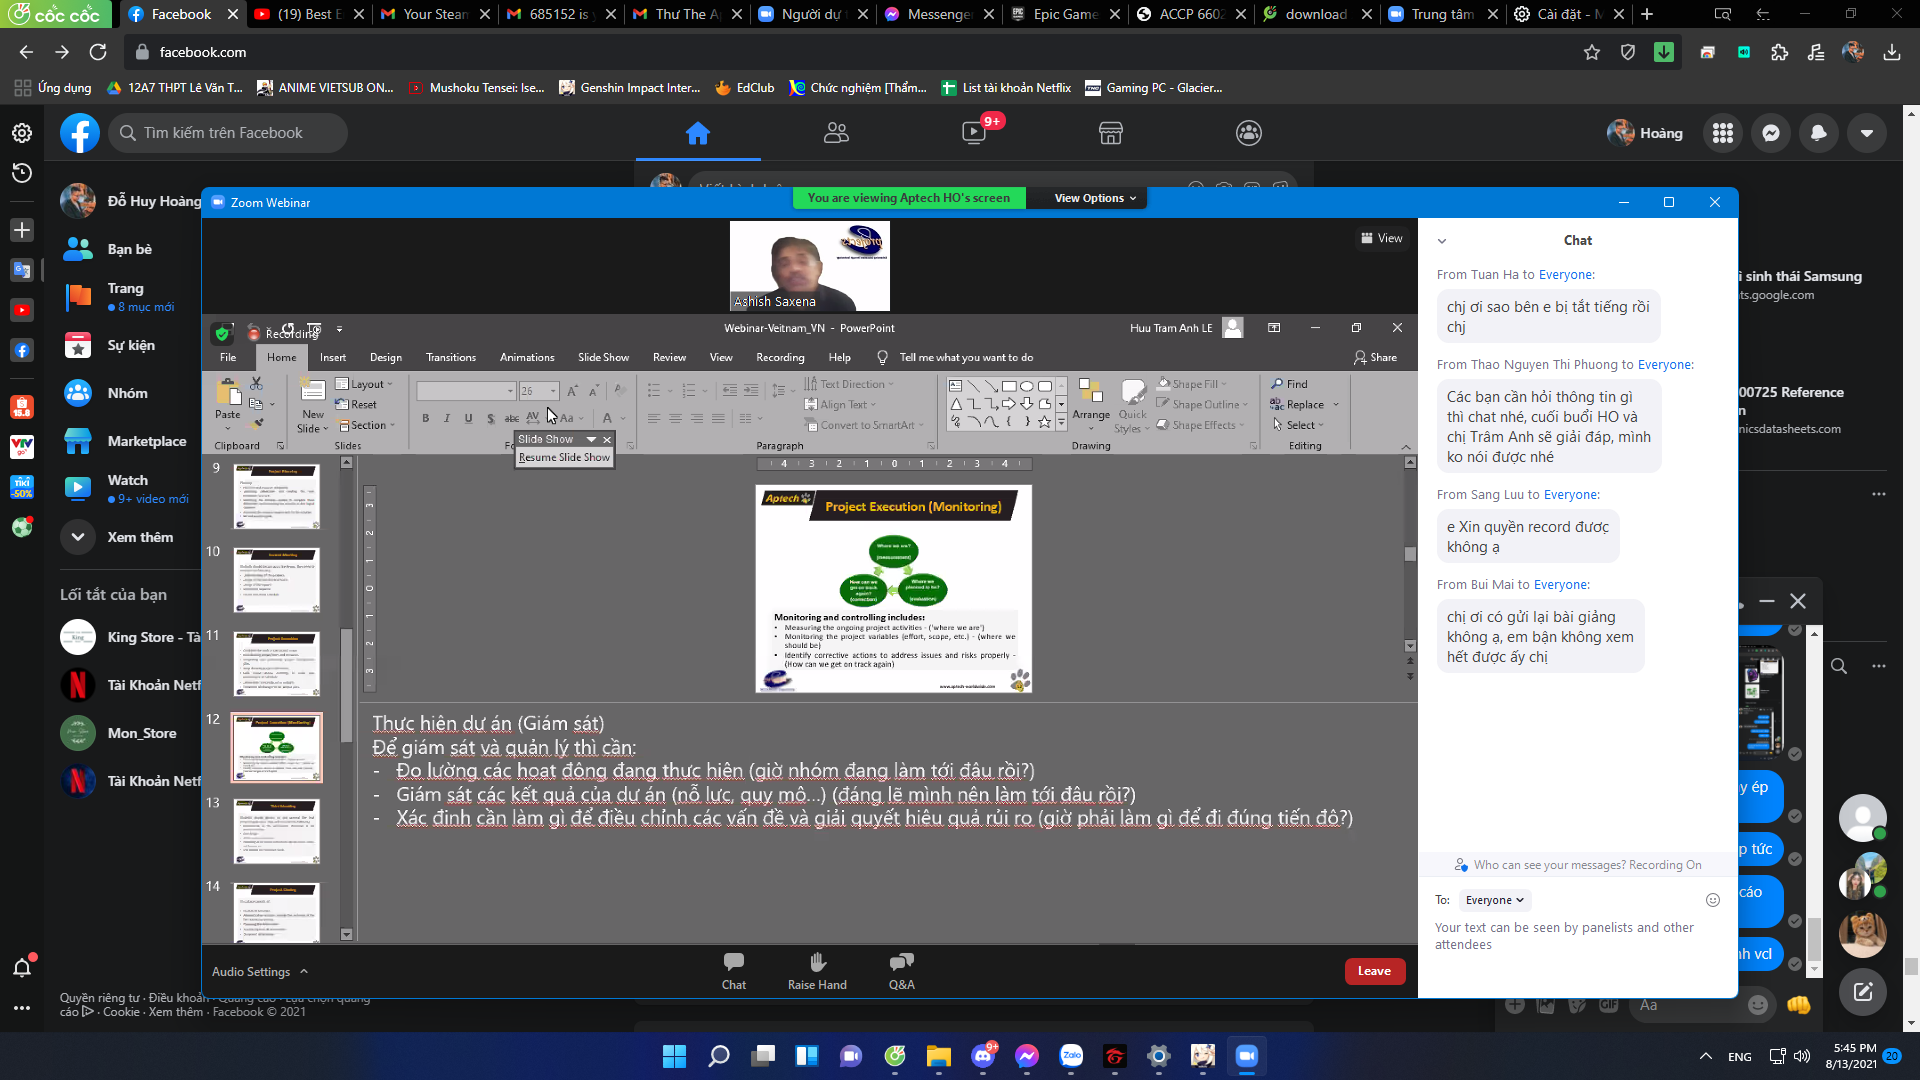 cốc cốc
Facebook
(19) Best E
Your Stean
685152 is y
Thư The A
Người dự t
Messenger
Epic Game
ACCP 6602
download
Trung tâm
Cài đặt - M
facebook.com
Ứng dụng
12A7 THPT Lê Văn T...
ANIME VIETSUB ON...
Mushoku Tensei: Ise...
Genshin Impact Inter...
EdClub
Chức nghiệm [Thẩm...
List tài khoản Netflix
Gaming PC - Glacier...
Tìm kiếm trên Facebook
9+
Hoàng
Đỗ Huy Hoàng
Bạn bè
Trang
8 mục mới
Sự kiện
Nhóm
Marketplace
Watch
9+ video mới
Xem thêm
Lối tắt của bạn
King Store - Tà
Tài Khoản Netf
Mon_Store
Tài Khoản Netf
Quyền riêng tư · Điều khoản · Quảng cáo · Lựa chọn quảng
cáo · Cookie · Xem thêm · Facebook © 2021
Zoom Webinar
You are viewing Aptech HO's screen
View Options
View
Ashish Saxena
Recording
Webinar-Veitnam_VN - PowerPoint
Huu Tram Anh LE
File
Home
Insert
Design
Transitions
Animations
Slide Show
Review
View
Recording
Help
Tell me what you want to do
Share
Paste
Clipboard
New
Slide
Layout
Reset
Section
Slides
26
B I U S abc AV Aa A
Slide Show
Resume Slide Show
Text Direction
Align Text
Convert to SmartArt
Paragraph
Arrange
Quick
Styles
Shape Fill
Shape Outline
Shape Effects
Drawing
Find
Replace
Select
Editing
9
10
11
12
13
14
Aptech
Project Execution (Monitoring)
Where we we?
(measurement)
How can we
get on track
again?
(correction)
Where we
planned to be?
(evaluation)
Monitoring and controlling includes:
• Measuring the ongoing project activities - ('where we are')
• Monitoring the project variables (effort, scope, etc.) - (where we
should be)
• Identify corrective actions to address issues and risks properly -
(How can we get on track again)
www.aptech-worldwide.com
Thực hiện dự án (Giám sát)
Để giám sát và quản lý thì cần:
- Đo lường các hoạt động đang thực hiện (giờ nhóm đang làm tới đâu rồi?)
- Giám sát các kết quả của dự án (nỗ lực, quy mô...) (đáng lẽ mình nên làm tới đâu rồi?)
- Xác định cần làm gì để điều chỉnh các vấn đề và giải quyết hiệu quả rủi ro (giờ phải làm gì để đi đúng tiến độ?)
Audio Settings
Chat
Raise Hand
Q&A
Leave
Chat
From Tuan Ha to Everyone:
chị ơi sao bên e bị tắt tiếng rồi
chị
From Thao Nguyen Thi Phuong to Everyone:
Các bạn cần hỏi thông tin gì
thì chat nhé, cuối buổi HO và
chị Trâm Anh sẽ giải đáp, mình
ko nói được nhé
From Sang Luu to Everyone:
e Xin quyền record được
không ạ
From Bui Mai to Everyone:
chị ơi có gửi lại bài giảng
không ạ, em bận không xem
hết được ấy chị
Who can see your messages? Recording On
To: Everyone
Your text can be seen by panelists and other
attendees
sinh thái Samsung
ts.google.com
00725 Reference
nicsdatasheets.com
y ép
p tức
cáo
nh vcl
GIF
Aa
ENG
5:45 PM
8/13/2021
20